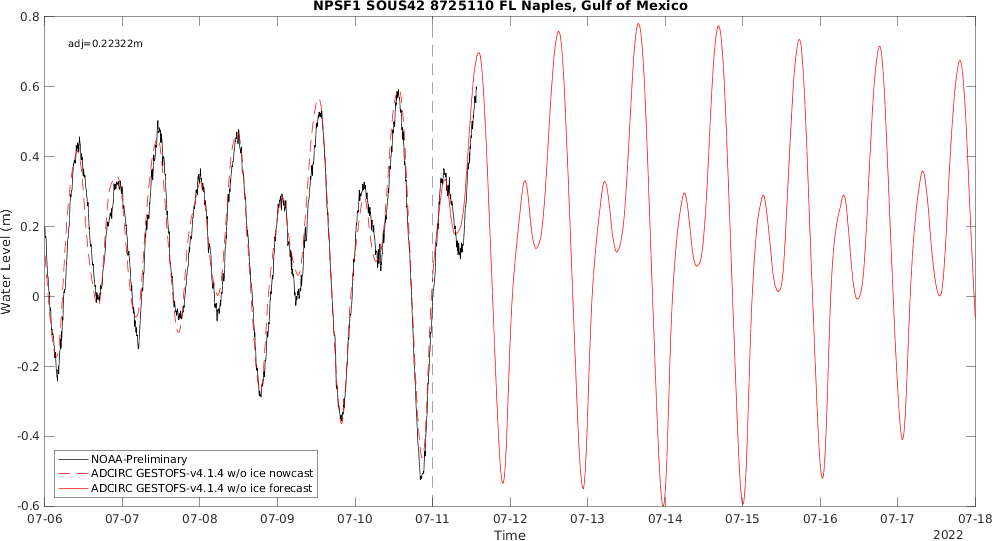 NPSF1 SOUS42 8725110 FL Naples, Gulf of Mexico
adj=0.22322m
Water Level (m)
0.8
0.6
0.4
0.2
0
-0.2
-0.4
-0.6
NOAA-Preliminary
ADCIRC GESTOFS-v4.1.4 w/o ice nowcast
ADCIRC GESTOFS-v4.1.4 w/o ice forecast
07-06 07-07 07-08 07-09 07-10 07-11 07-12 07-13 07-14 07-15 07-16 07-17 07-18
Time
2022